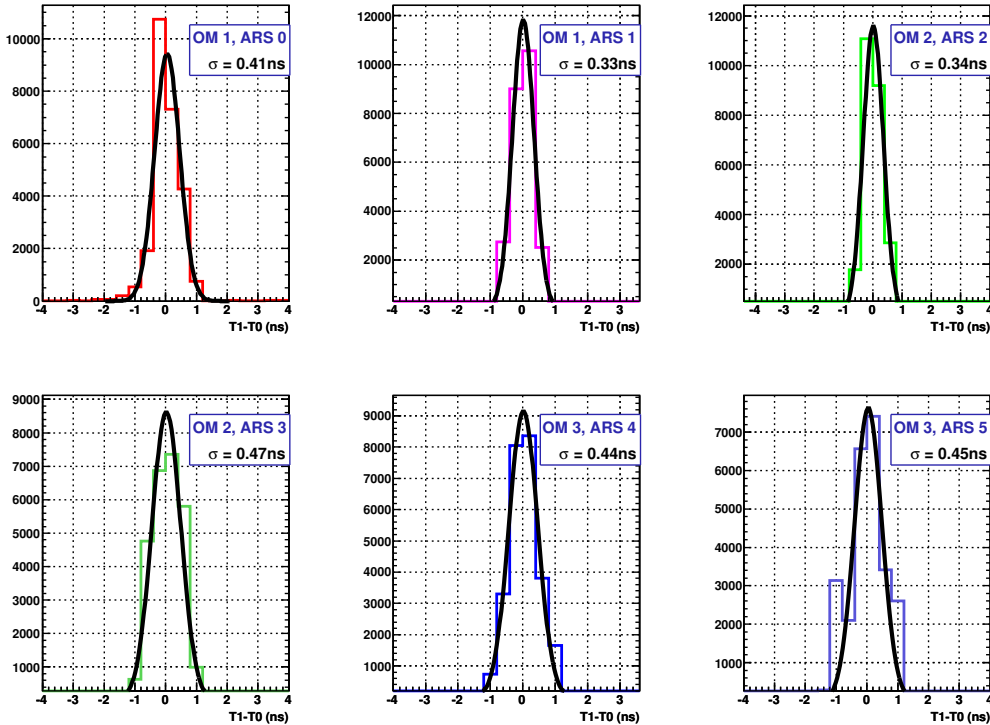 OM 1, ARS 0
σ = 0.41ns
10000
8000
6000
4000
2000
0
-4 -3 -2 -1 0 1 2 3 4
T1-T0 (ns)
OM 1, ARS 1
σ = 0.33ns
12000
10000
8000
6000
4000
2000
-4 -3 -2 -1 0 1 2 3
T1-T0 (ns)
OM 2, ARS 2
σ = 0.34ns
12000
10000
8000
6000
4000
2000
-4 -3 -2 -1 0 1 2 3 4
T1-T0 (ns)
OM 2, ARS 3
σ = 0.47ns
9000
8000
7000
6000
5000
4000
3000
2000
1000
-4 -3 -2 -1 0 1 2 3 4
T1-T0 (ns)
OM 3, ARS 4
σ = 0.44ns
9000
8000
7000
6000
5000
4000
3000
2000
1000
-4 -3 -2 -1 0 1 2 3 4
T1-T0 (ns)
OM 3, ARS 5
σ = 0.45ns
7000
6000
5000
4000
3000
2000
1000
-4 -3 -2 -1 0 1 2 3 4
T1-T0 (ns)